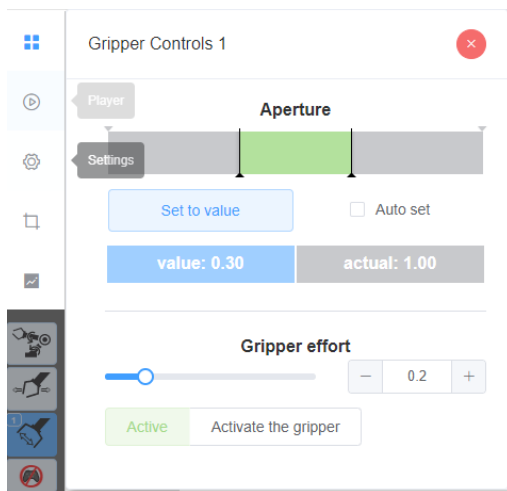 Gripper Controls 1
Player
Aperture
Settings
Set to value
Auto set
value: 0.30
actual: 1.00
Gripper effort
0.2
Active
Activate the gripper
1